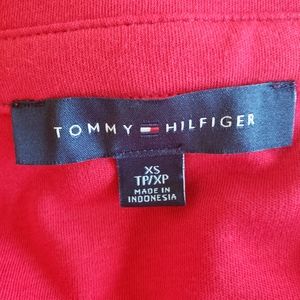 TOMMY HILFIGER
XS
TP/XP
MADE IN
INDONESIA